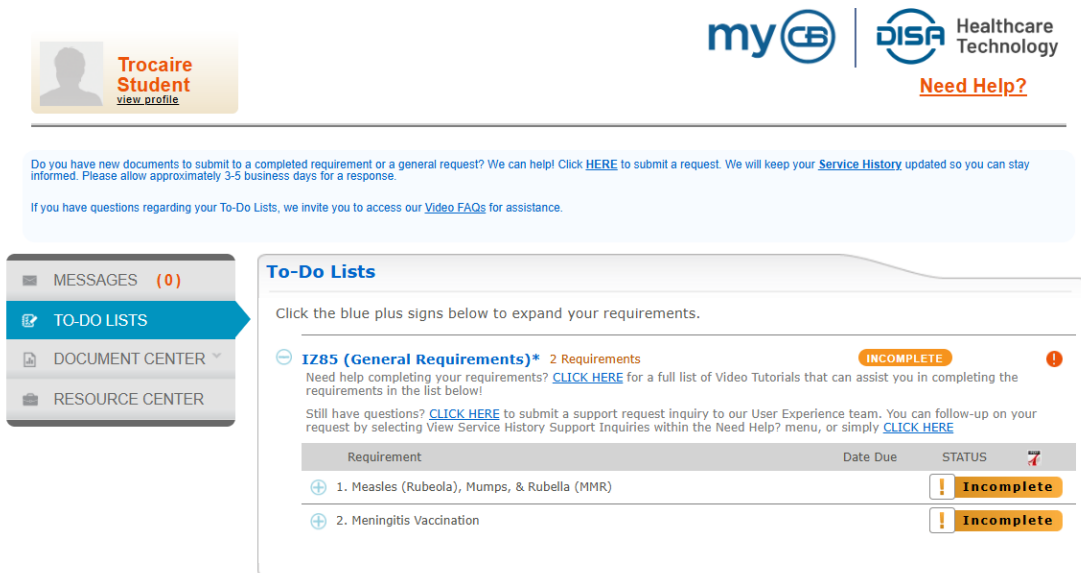 Trocaire
Student
view profile
my CB
DISA Healthcare
Technology
Need Help?
Do you have new documents to submit to a completed requirement or a general request? We can help! Click HERE to submit a request. We will keep your Service History updated so you can stay
informed. Please allow approximately 3-5 business days for a response.
If you have questions regarding your To-Do Lists, we invite you to access our Video FAQs for assistance.
MESSAGES (0)
TO-DO LISTS
DOCUMENT CENTER
RESOURCE CENTER
To-Do Lists
Click the blue plus signs below to expand your requirements.
IZ85 (General Requirements)* 2 Requirements INCOMPLETE
Need help completing your requirements? CLICK HERE for a full list of Video Tutorials that can assist you in completing the
requirements in the list below!
Still have questions? CLICK HERE to submit a support request inquiry to our User Experience team. You can follow-up on your
request by selecting View Service History Support Inquiries within the Need Help? menu, or simply CLICK HERE
Requirement Date Due STATUS
1. Measles (Rubeola), Mumps, & Rubella (MMR) ! Incomplete
2. Meningitis Vaccination ! Incomplete